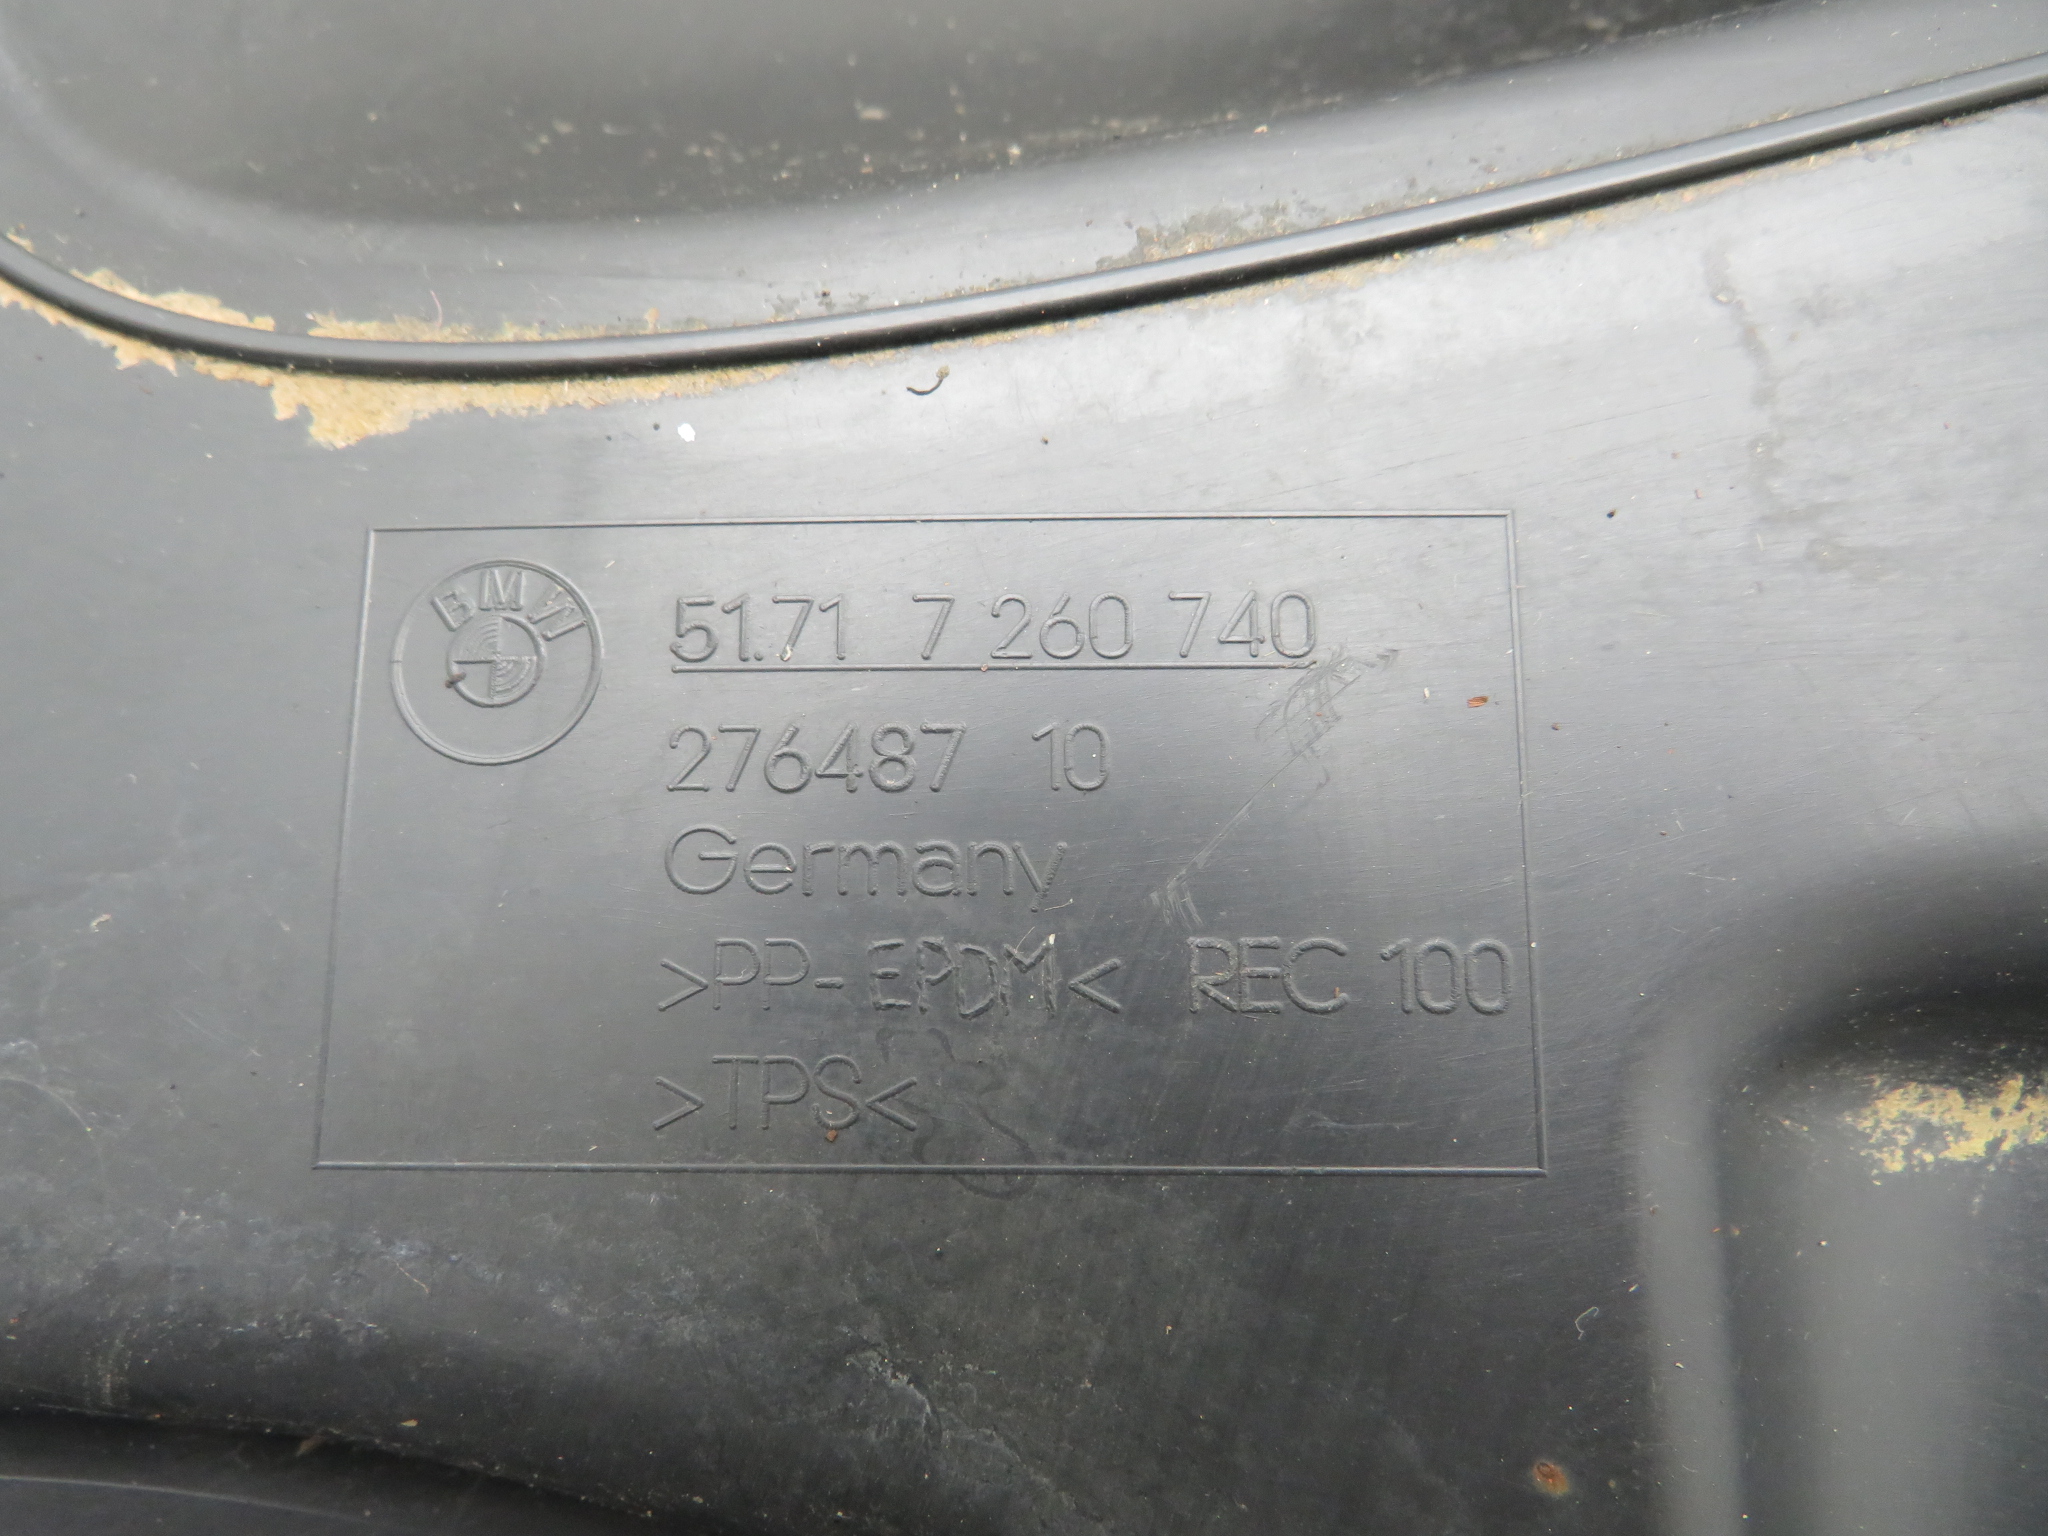 BMW
51.71 7 260 740
276487 10
Germany
>PP-EPDM< REC 100
>TPS<